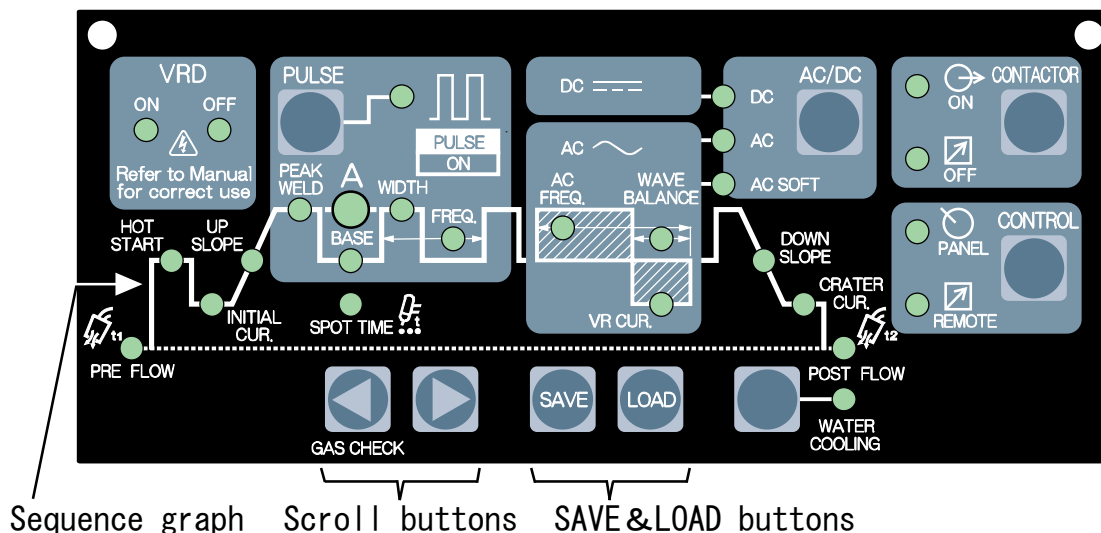 VRD
ON OFF
Refer to Manual
for correct use
PULSE
PULSE
ON
PEAK
WELD
A
WIDTH
FREQ.
BASE
DC
AC
AC
FREQ.
WAVE
BALANCE
VR CUR.
AC/DC
DC
AC
AC SOFT
CONTACTOR
ON
OFF
CONTROL
PANEL
REMOTE
HOT
START
UP
SLOPE
INITIAL
CUR.
SPOT TIME
t
DOWN
SLOPE
CRATER
CUR.
t1
PRE FLOW
t2
POST FLOW
GAS CHECK
SAVE
LOAD
WATER
COOLING
Sequence graph Scroll buttons SAVE&LOAD buttons